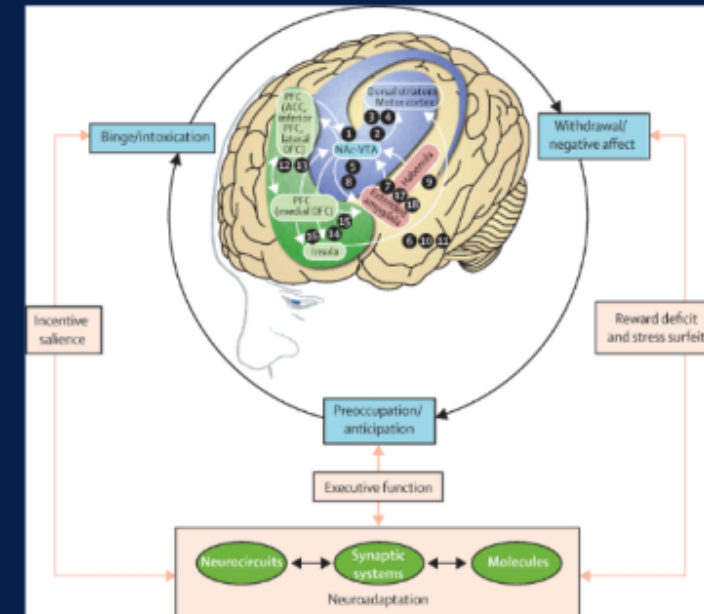 PFC
(ACC,
inferior
PFC,
lateral
OFC)
Dorsal striatum
Motor cortex
3 4
1 2
Binge/intoxication
NAc-VTA
Withdrawal/
negative affect
5
8
12 13
Habenula
9
7
17
18
Extended
amygdala
PFC
(medial OFC)
15
16 14
Insula
6 10 11
Incentive
salience
Reward deficit
and stress surfeit
Preoccupation/
anticipation
Executive function
Neurocircuits
Synaptic
systems
Molecules
Neuroadaptation